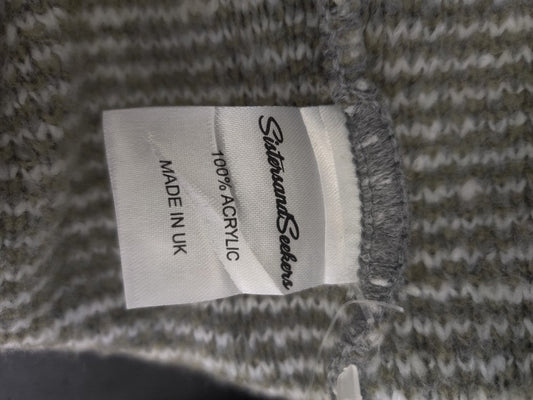 SistersandSeekers
100% ACRYLIC
MADE IN UK